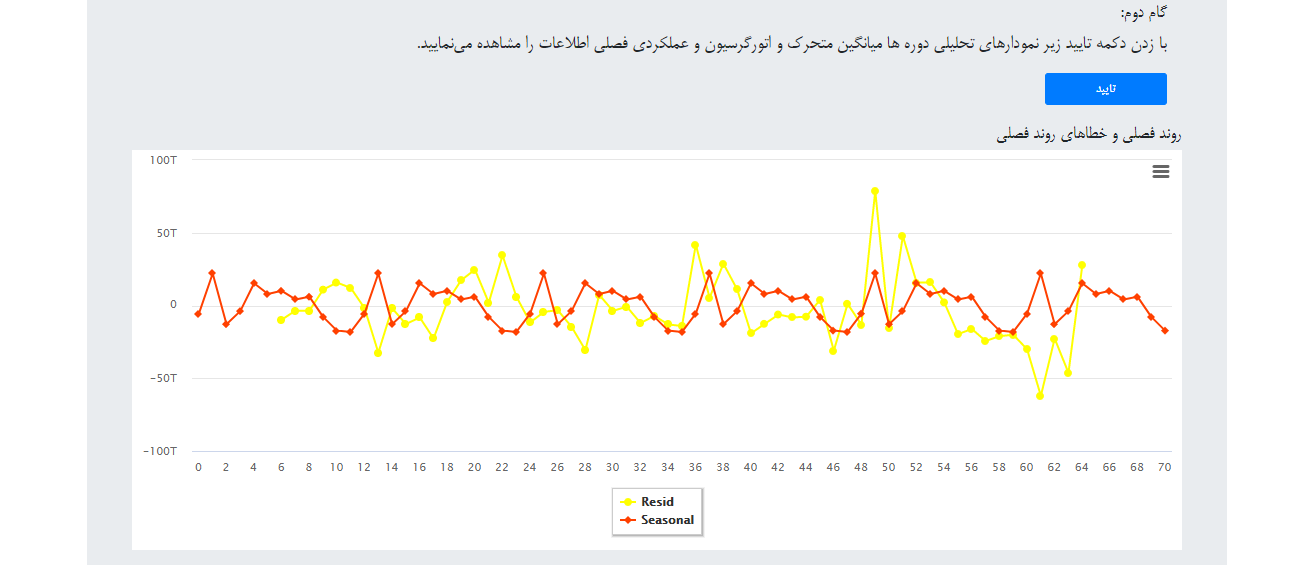 گام دوم:
با زدن دکمه تایید زیر نمودارهای تحلیلی دوره ها میانگین متحرک و اتورگرسیون و عملکردی فصلی اطلاعات را مشاهده می‌نمایید.
تایید
روند فصلی و خطاهای روند فصلی
100T
50T
0
−50T
−100T
0 2 4 6 8 10 12 14 16 18 20 22 24 26 28 30 32 34 36 38 40 42 44 46 48 50 52 54 56 58 60 62 64 66 68 70
Resid
Seasonal